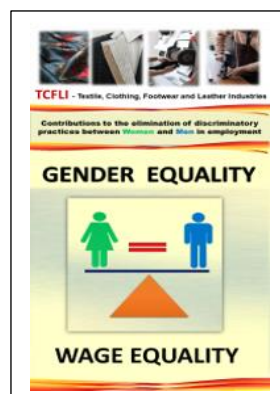 TCFLI - Textile, Clothing, Footwear and Leather Industries
Contributions to the elimination of discriminatory
practices between Women and Men in employment
GENDER EQUALITY
WAGE EQUALITY